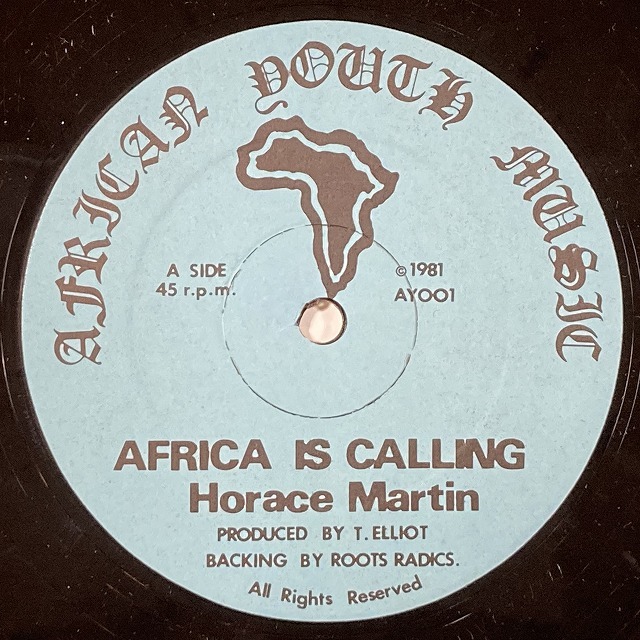 AFRICAN YOUTH MUSIC
A SIDE
45 r.p.m.
©1981
AY001
AFRICA IS CALLING
Horace Martin
PRODUCED BY T. ELLIOT
BACKING BY ROOTS RADICS.
All Rights Reserved